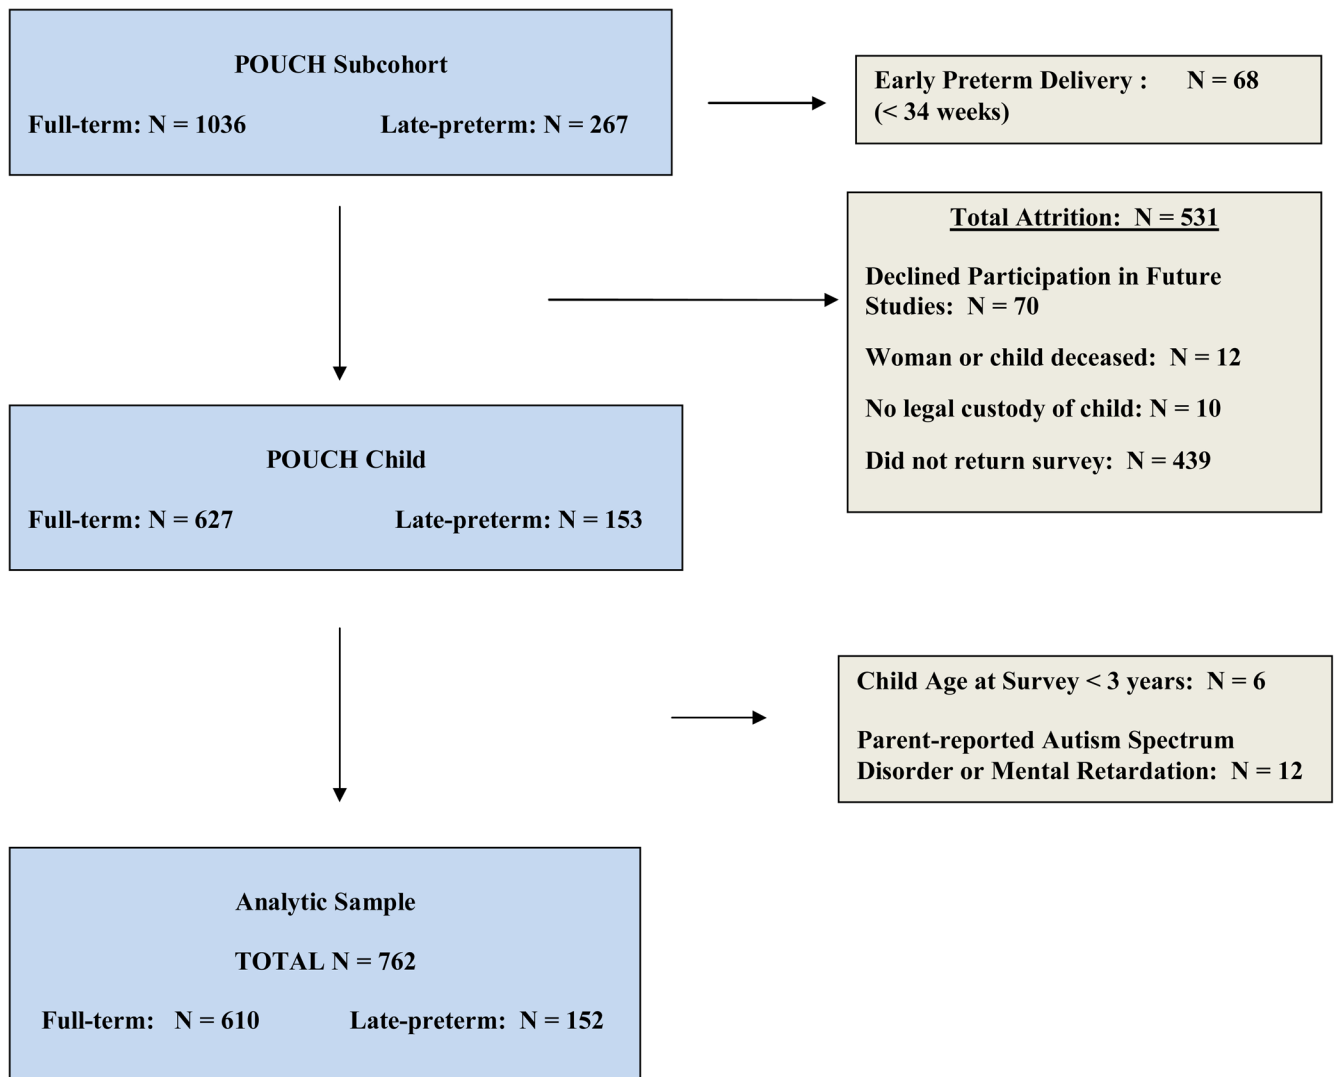 POUCH Subcohort
Full-term: N = 1036 Late-preterm: N = 267
Early Preterm Delivery : N = 68
(< 34 weeks)
Total Attrition: N = 531
Declined Participation in Future
Studies: N = 70
Woman or child deceased: N = 12
No legal custody of child: N = 10
Did not return survey: N = 439
POUCH Child
Full-term: N = 627 Late-preterm: N = 153
Child Age at Survey < 3 years: N = 6
Parent-reported Autism Spectrum
Disorder or Mental Retardation: N = 12
Analytic Sample
TOTAL N = 762
Full-term: N = 610 Late-preterm: N = 152